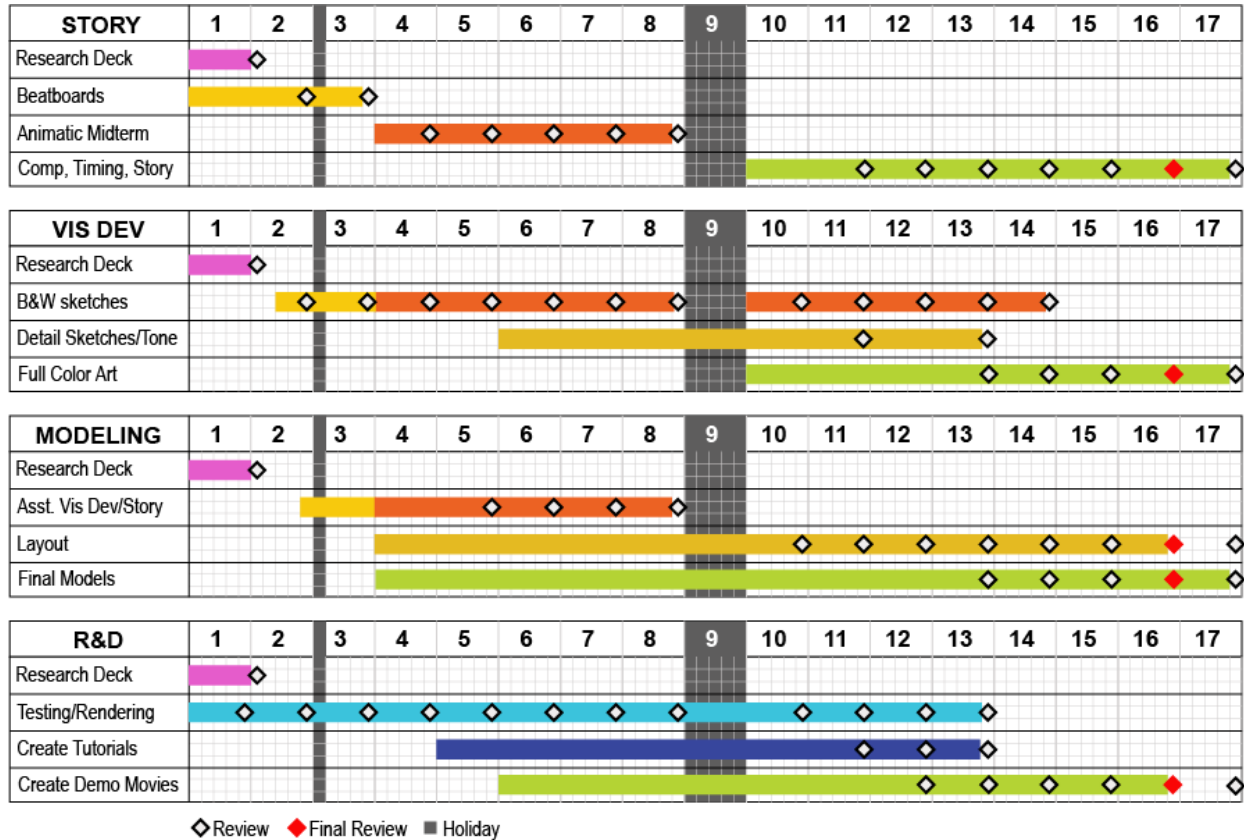 STORY 1 2 3 4 5 6 7 8 9 10 11 12 13 14 15 16 17
Research Deck
Beatboards
Animatic Midterm
Comp, Timing, Story
VIS DEV 1 2 3 4 5 6 7 8 9 10 11 12 13 14 15 16 17
Research Deck
B&W sketches
Detail Sketches/Tone
Full Color Art
MODELING 1 2 3 4 5 6 7 8 9 10 11 12 13 14 15 16 17
Research Deck
Asst. Vis Dev/Story
Layout
Final Models
R&D 1 2 3 4 5 6 7 8 9 10 11 12 13 14 15 16 17
Research Deck
Testing/Rendering
Create Tutorials
Create Demo Movies
Review Final Review Holiday